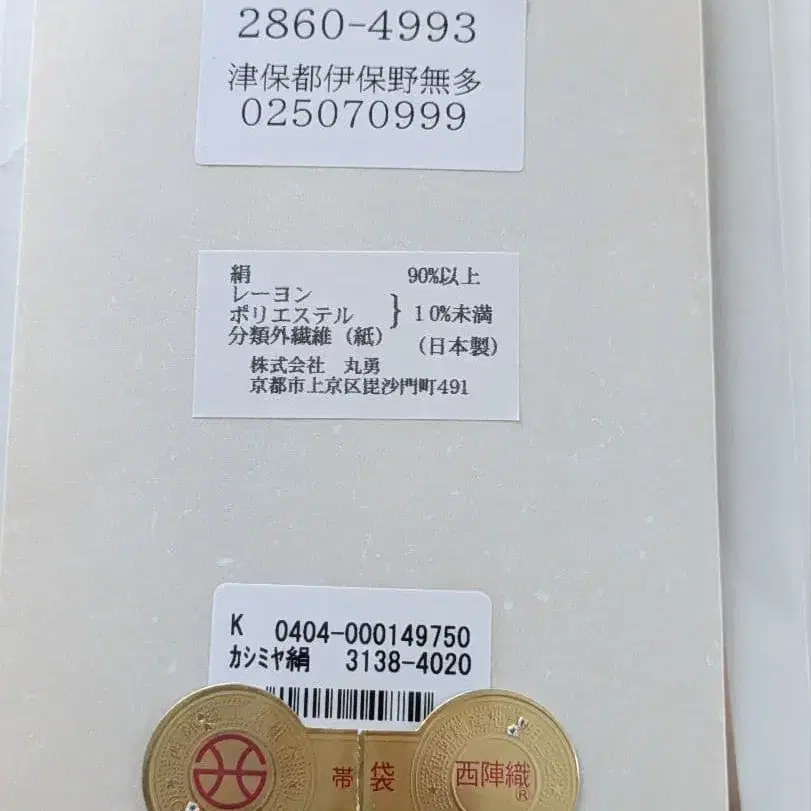 2860-4993
津保都伊保野無多
025070999
絹 90%以上
レーヨン
ポリエステル } 10%未満
分類外繊維（紙） （日本製）
株式会社 丸勇
京都市上京区毘沙門町491
K 0404-000149750
カシミヤ絹 3138-4020
帯 袋
西陣織®